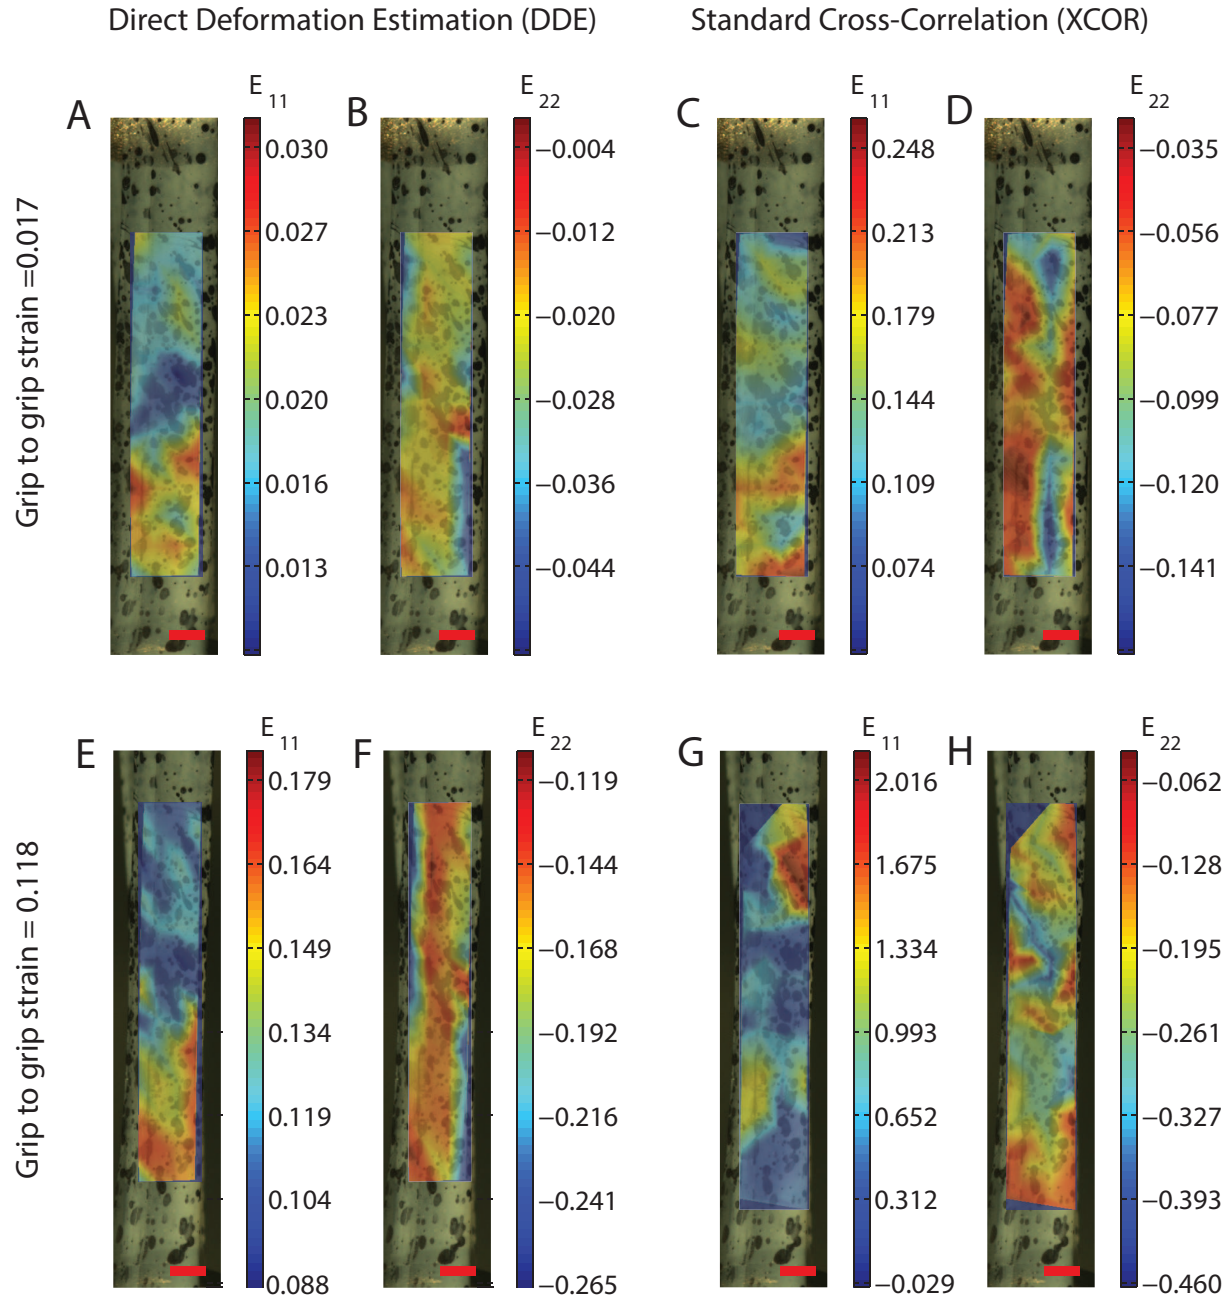 Direct Deformation Estimation (DDE)
Standard Cross-Correlation (XCOR)
Grip to grip strain =0.017
A
E 11
0.030
0.027
0.023
0.020
0.016
0.013
B
E 22
−0.004
−0.012
−0.020
−0.028
−0.036
−0.044
C
E 11
0.248
0.213
0.179
0.144
0.109
0.074
D
E 22
−0.035
−0.056
−0.077
−0.099
−0.120
−0.141
Grip to grip strain = 0.118
E
E 11
0.179
0.164
0.149
0.134
0.119
0.104
0.088
F
E 22
−0.119
−0.144
−0.168
−0.192
−0.216
−0.241
−0.265
G
E 11
2.016
1.675
1.334
0.993
0.652
0.312
−0.029
H
E 22
−0.062
−0.128
−0.195
−0.261
−0.327
−0.393
−0.460